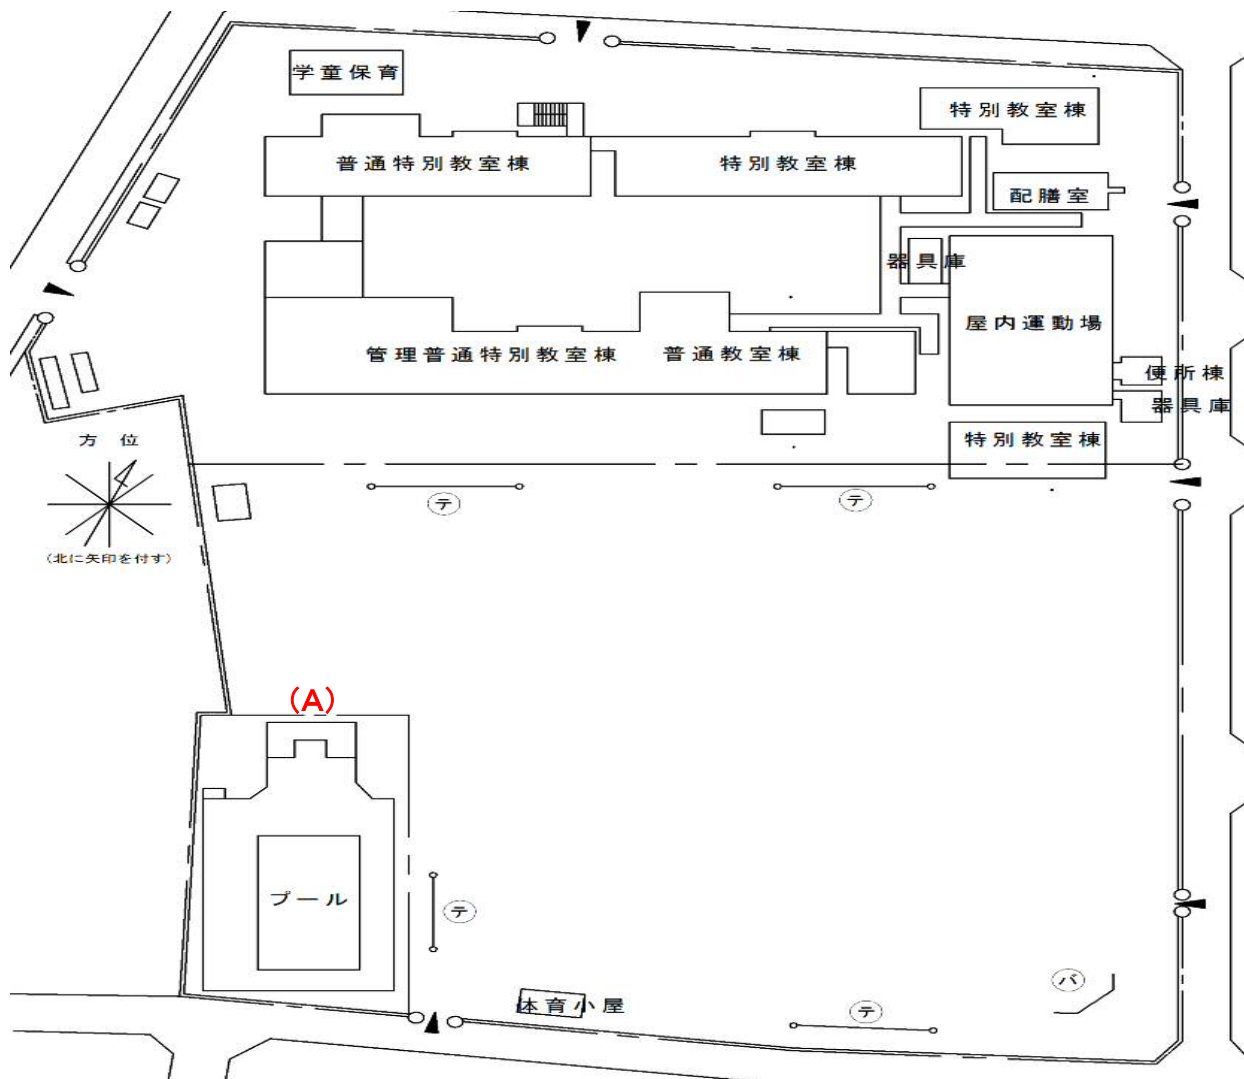 学童保育
特別教室棟
普通特別教室棟
特別教室棟
配膳室
器具庫
屋内運動場
管理普通特別教室棟
普通教室棟
便所棟
器具庫
特別教室棟
方位
(北に矢印を付す)
テ
テ
(A)
プール
テ
バ
体育小屋
テ